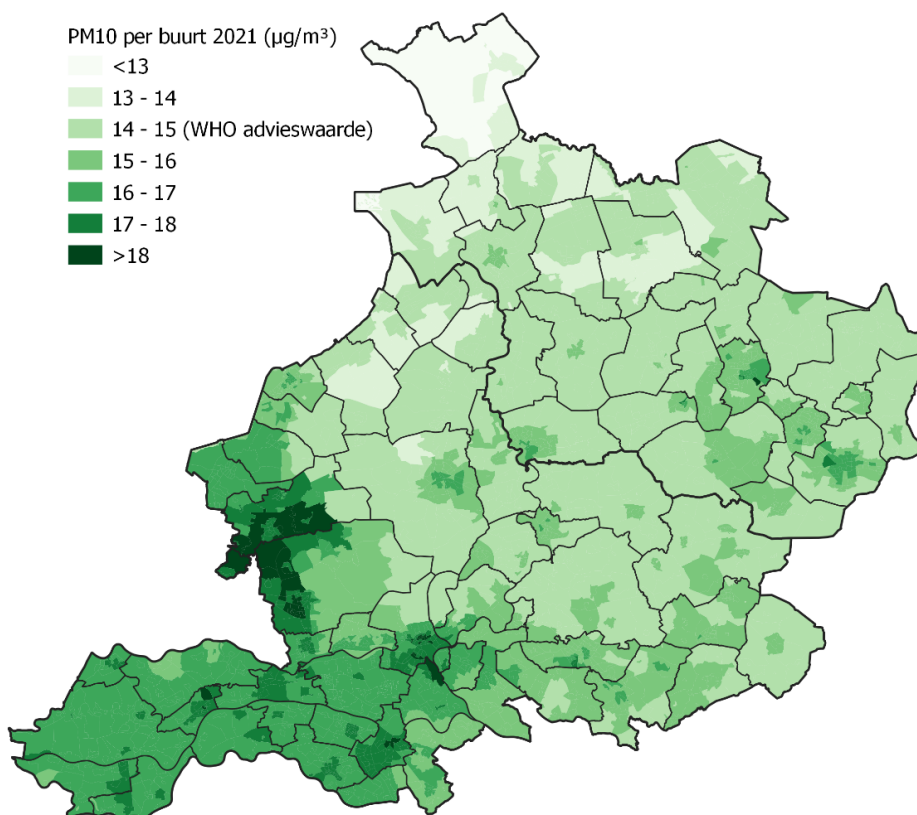 PM10 per buurt 2021 (µg/m³)
<13
13 - 14
14 - 15 (WHO advieswaarde)
15 - 16
16 - 17
17 - 18
>18